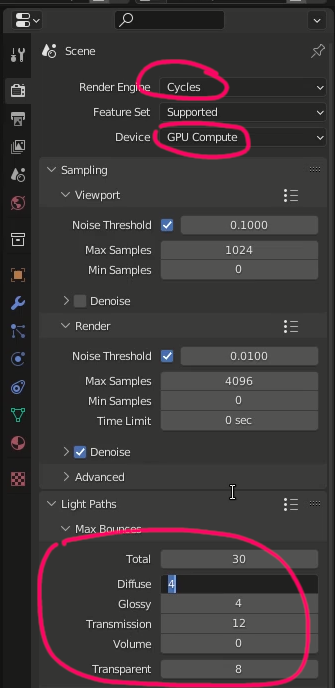 Scene
Render Engine Cycles
Feature Set Supported
Device GPU Compute
Sampling
Viewport
Noise Threshold 0.1000
Max Samples 1024
Min Samples 0
Denoise
Render
Noise Threshold 0.0100
Max Samples 4096
Min Samples 0
Time Limit 0 sec
Denoise
Advanced
Light Paths
Max Bounces
Total 30
Diffuse 4
Glossy 4
Transmission 12
Volume 0
Transparent 8